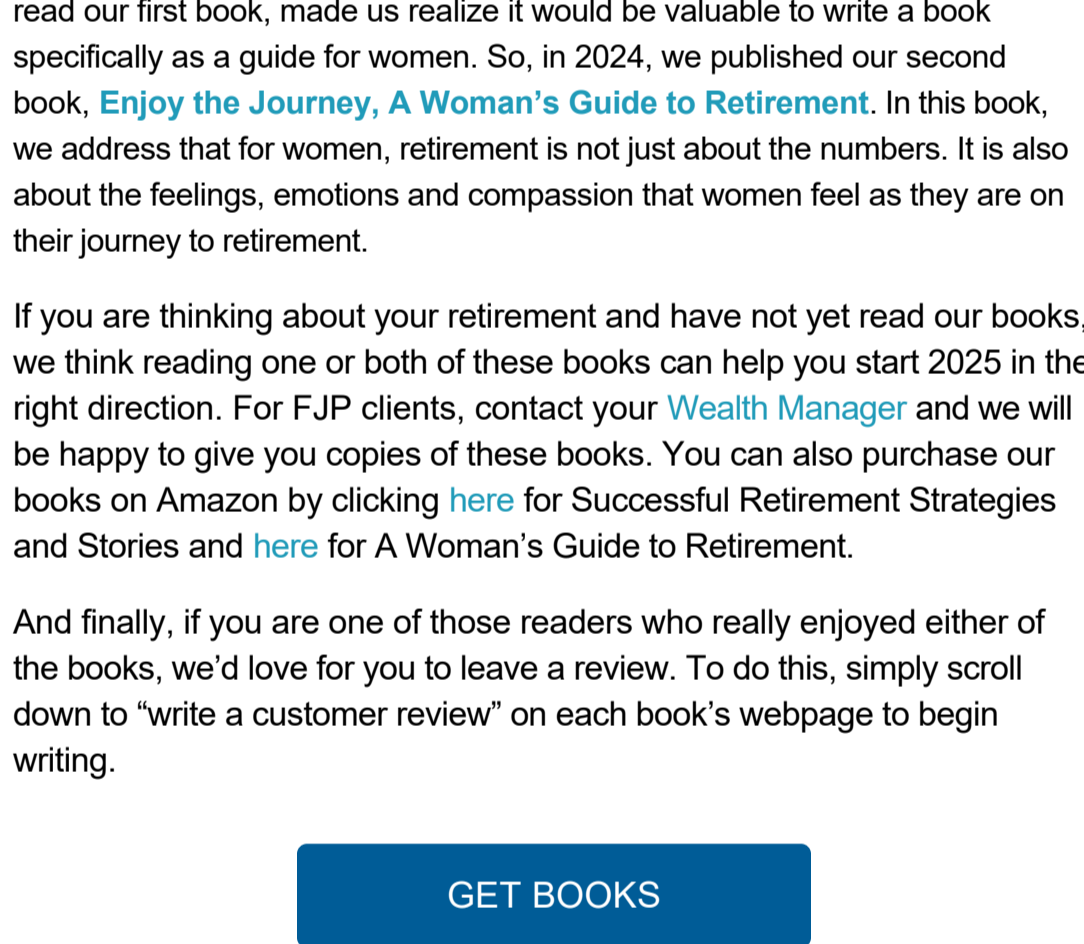 read our first book, made us realize it would be valuable to write a book
specifically as a guide for women. So, in 2024, we published our second
book, Enjoy the Journey, A Woman’s Guide to Retirement. In this book,
we address that for women, retirement is not just about the numbers. It is also
about the feelings, emotions and compassion that women feel as they are on
their journey to retirement.
If you are thinking about your retirement and have not yet read our books,
we think reading one or both of these books can help you start 2025 in the
right direction. For FJP clients, contact your Wealth Manager and we will
be happy to give you copies of these books. You can also purchase our
books on Amazon by clicking here for Successful Retirement Strategies
and Stories and here for A Woman’s Guide to Retirement.
And finally, if you are one of those readers who really enjoyed either of
the books, we’d love for you to leave a review. To do this, simply scroll
down to “write a customer review” on each book’s webpage to begin
writing.
GET BOOKS